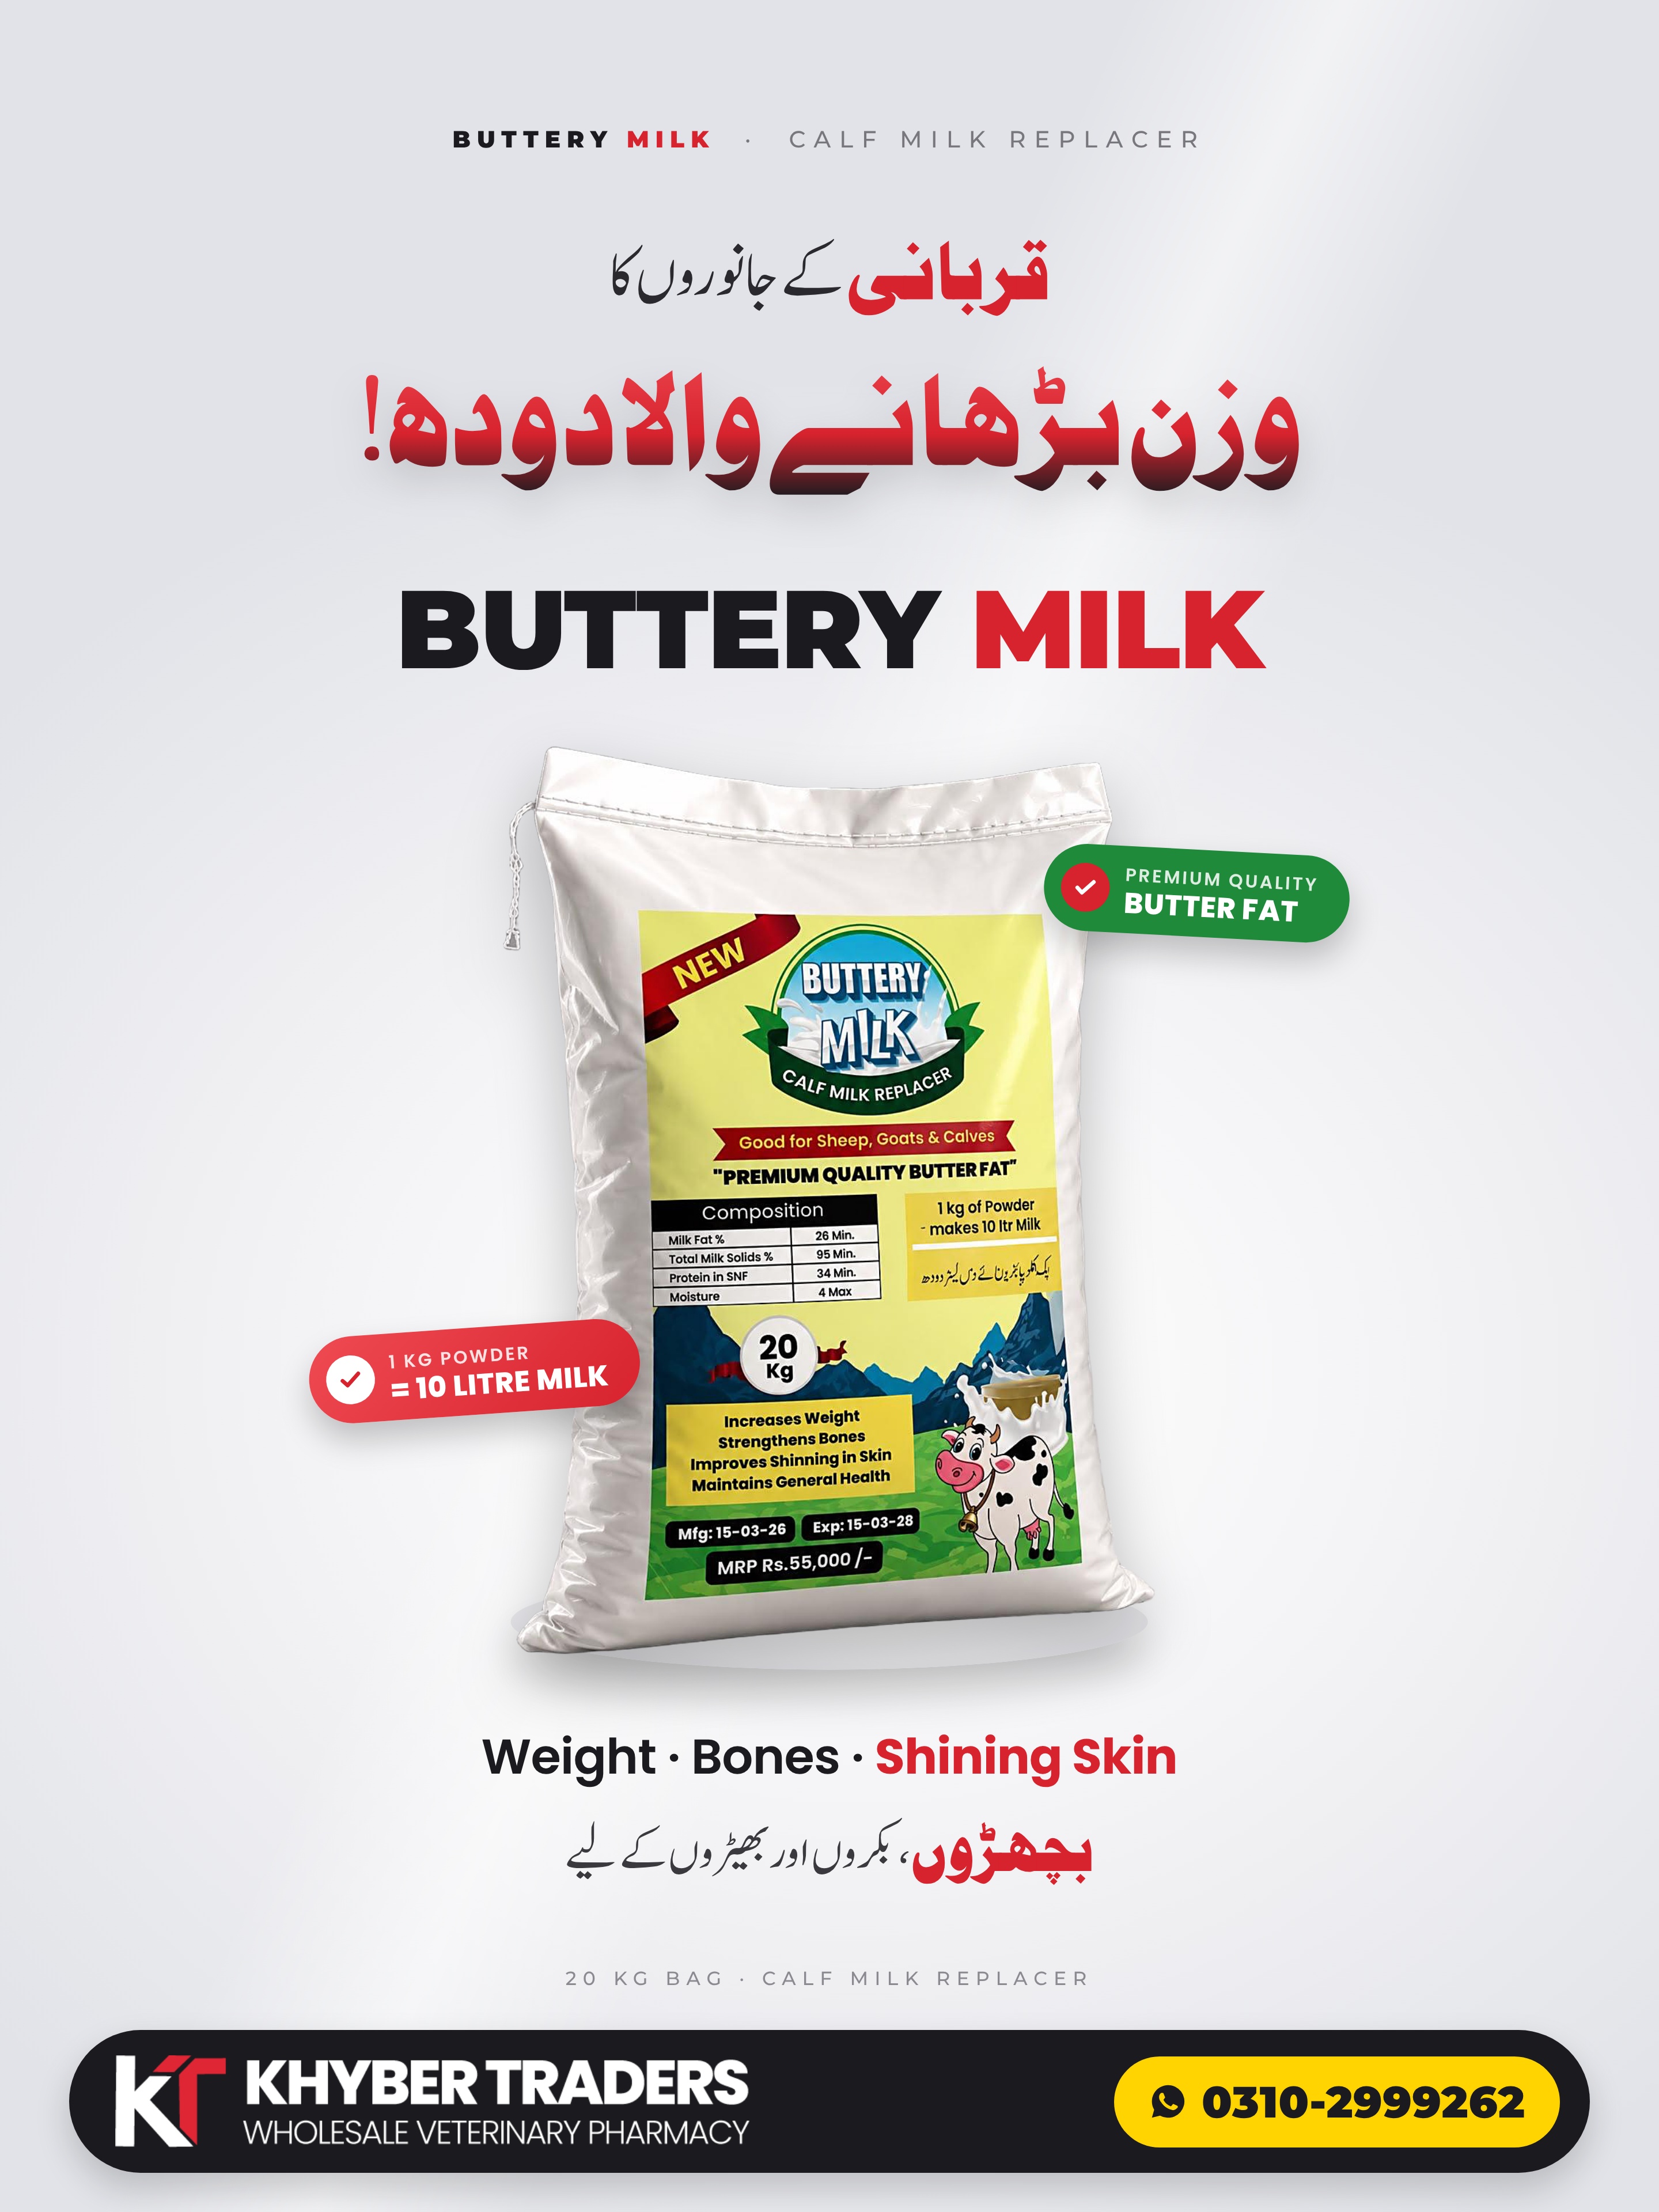 BUTTERY MILK · CALF MILK REPLACER
قربانی کے جانوروں کا
وزن بڑھانے والا دودھ!
BUTTERY MILK
PREMIUM QUALITY
BUTTER FAT
NEW
BUTTERY
MILK
CALF MILK REPLACER
Good for Sheep, Goats & Calves
"PREMIUM QUALITY BUTTER FAT"
Composition
Milk Fat % 26 Min.
Total Milk Solids % 95 Min.
Protein in SNF 34 Min.
Moisture 4 Max
1 kg of Powder
- makes 10 ltr Milk
دس لیٹر دودھ
1 KG POWDER
= 10 LITRE MILK
20
Kg
Increases Weight
Strengthens Bones
Improves Shinning in Skin
Maintains General Health
Mfg: 15-03-26 Exp: 15-03-28
MRP Rs.55,000 /-
Weight · Bones · Shining Skin
بچھڑوں، بکروں اور بھیڑوں کے لیے
20 KG BAG · CALF MILK REPLACER
KT KHYBER TRADERS
WHOLESALE VETERINARY PHARMACY
0310-2999262